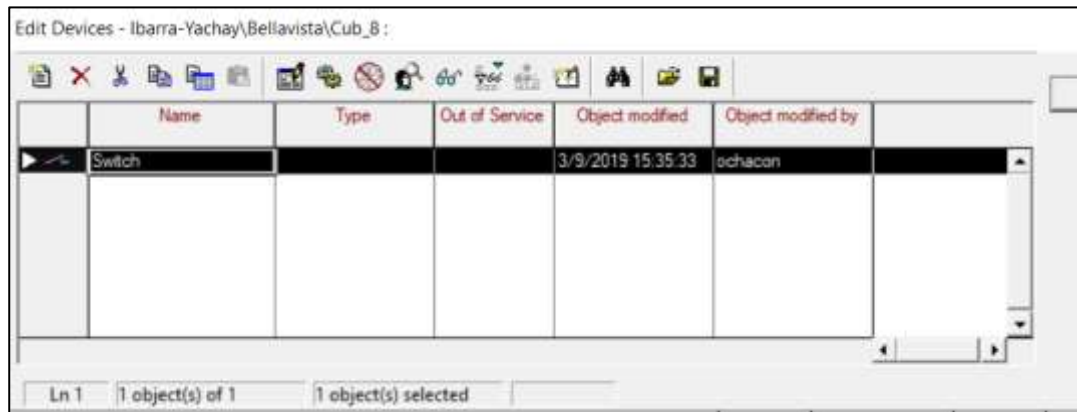 Edit Devices - Ibarra-Yachay\Bellavista\Cub_8 :
Name Type Out of Service Object modified Object modified by
Switch 3/9/2019 15:35:33 ochacon
Ln 1 1 object(s) of 1 1 object(s) selected